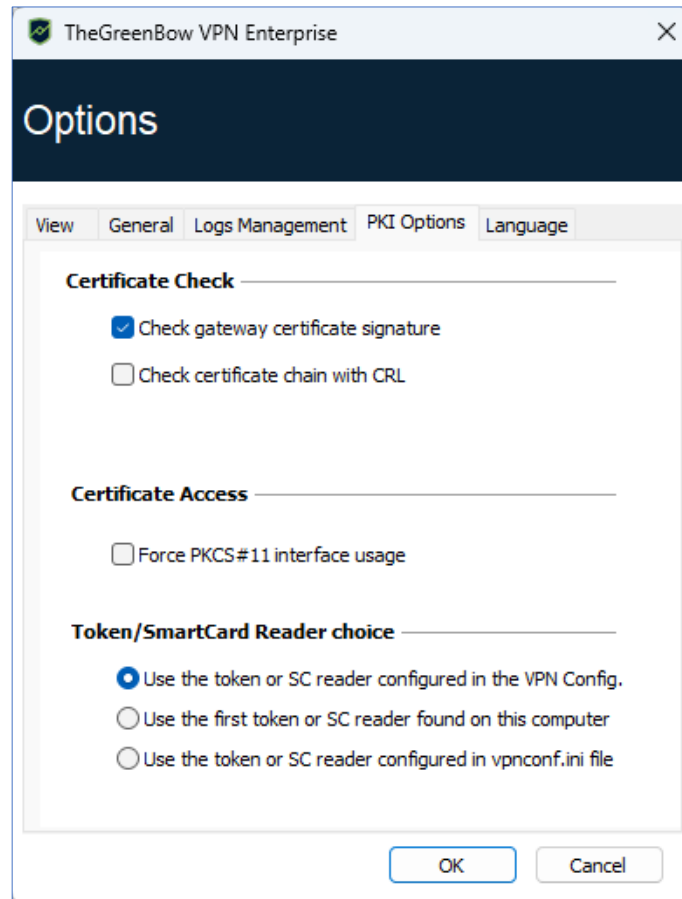 TheGreenBow VPN Enterprise
Options
View General Logs Management PKI Options Language
Certificate Check
Check gateway certificate signature
Check certificate chain with CRL
Certificate Access
Force PKCS#11 interface usage
Token/SmartCard Reader choice
Use the token or SC reader configured in the VPN Config.
Use the first token or SC reader found on this computer
Use the token or SC reader configured in vpnconf.ini file
OK Cancel